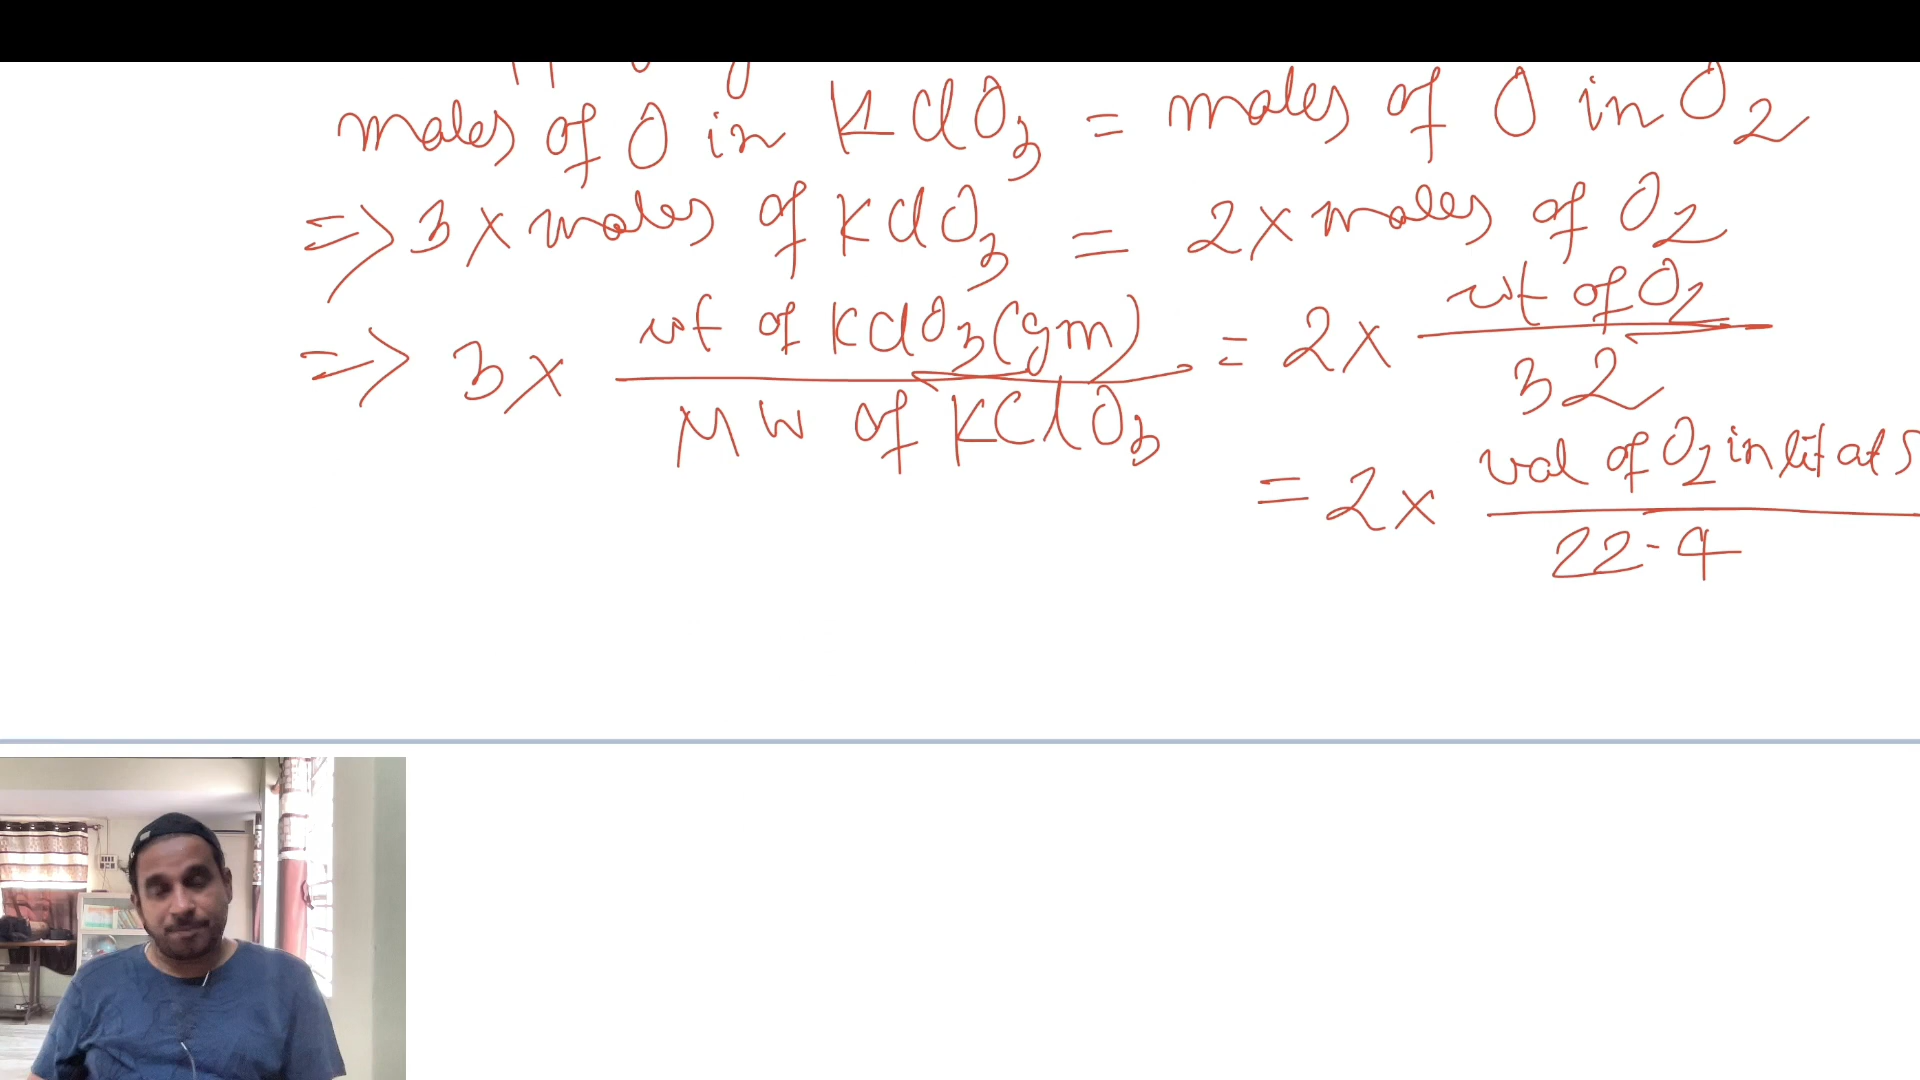 moles of O in KClO3 = moles of O in O2
=> 3 x moles of KClO3 = 2 x moles of O2
=> 3 x wt of KClO3 (gm) / MW of KClO3 = 2 x wt of O2 / 32
= 2 x vol of O2 in lit at S / 22.4